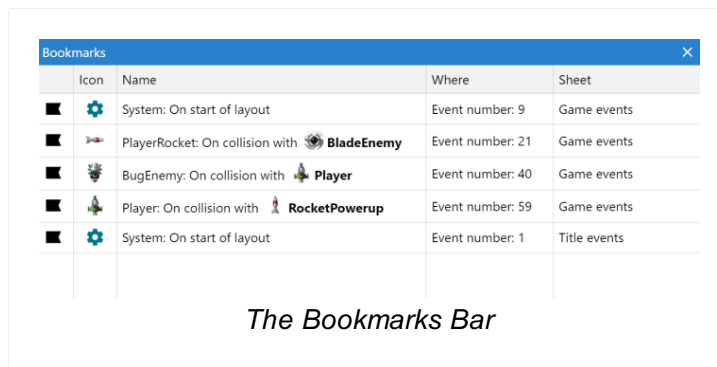 Bookmarks
Icon Name Where Sheet
System: On start of layout Event number: 9 Game events
PlayerRocket: On collision with BladeEnemy Event number: 21 Game events
BugEnemy: On collision with Player Event number: 40 Game events
Player: On collision with RocketPowerup Event number: 59 Game events
System: On start of layout Event number: 1 Title events
The Bookmarks Bar